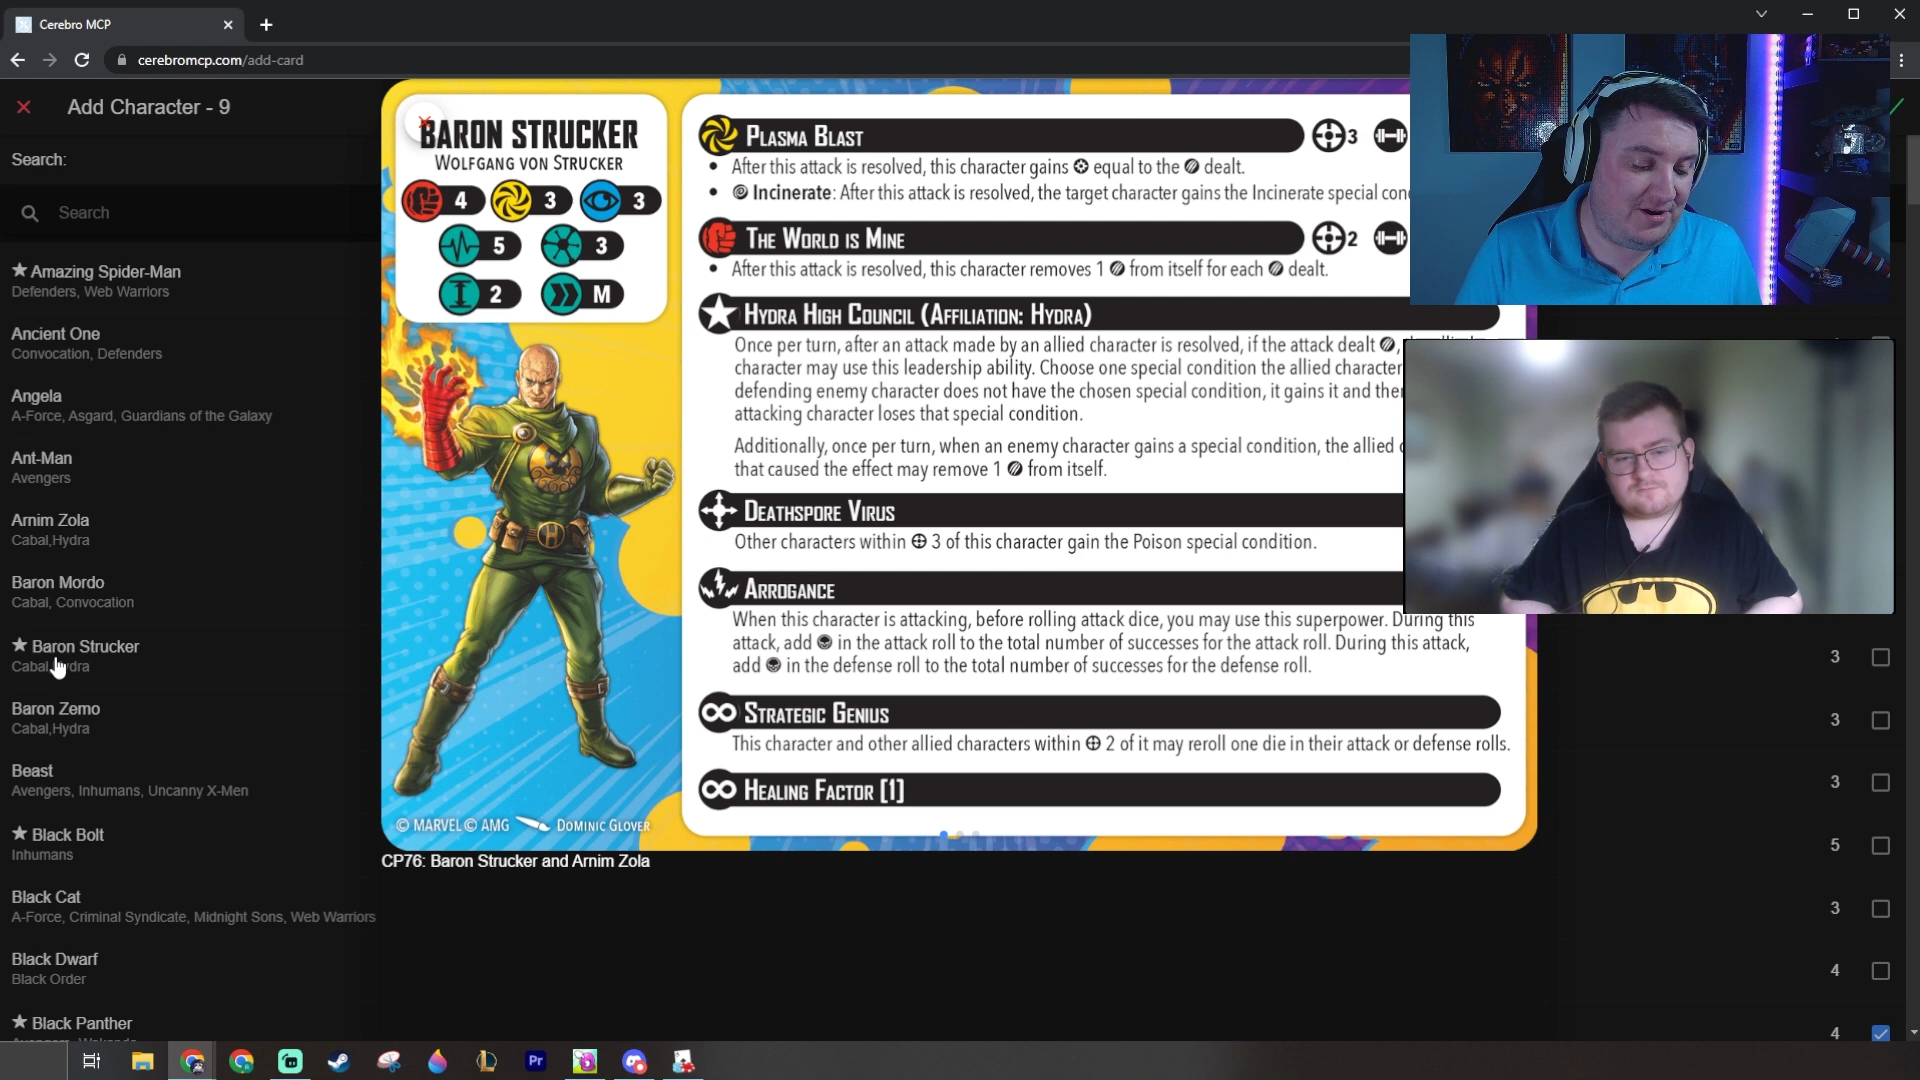 Cerebro MCP
cerebromcp.com/add-card
Add Character - 9
Search:
Search
Amazing Spider-Man
Defenders, Web Warriors
Ancient One
Convocation, Defenders
Angela
A-Force, Asgard, Guardians of the Galaxy
Ant-Man
Avengers
Arnim Zola
Cabal,Hydra
Baron Mordo
Cabal, Convocation
Baron Strucker
Baron Zemo
Cabal,Hydra
Beast
Avengers, Inhumans, Uncanny X-Men
Black Bolt
Inhumans
Black Cat
A-Force, Criminal Syndicate, Midnight Sons, Web Warriors
Black Dwarf
Black Order
Black Panther
BARON STRUCKER
WOLFGANG VON STRUCKER
4 3 3
5 3
2 M
© MARVEL © AMG DOMINIC GLOVER
PLASMA BLAST 3
• After this attack is resolved, this character gains equal to the dealt.
• Incinerate: After this attack is resolved, the target character gains the Incinerate special
THE WORLD IS MINE 2
• After this attack is resolved, this character removes 1 from itself for each dealt.
HYDRA HIGH COUNCIL (AFFILIATION: HYDRA)
Once per turn, after an attack made by an allied character is resolved, if the attack dealt ,
character may use this leadership ability. Choose one special condition the allied character
defending enemy character does not have the chosen special condition, it gains it and
attacking character loses that special condition.
Additionally, once per turn, when an enemy character gains a special condition, the allied
that caused the effect may remove 1 from itself.
DEATHSPORE VIRUS
Other characters within 3 of this character gain the Poison special condition.
ARROGANCE
When this character is attacking, before rolling attack dice, you may use this superpower. During this
attack, add in the attack roll to the total number of successes for the attack roll. During this attack,
add in the defense roll to the total number of successes for the defense roll.
STRATEGIC GENIUS
This character and other allied characters within 2 of it may reroll one die in their attack or defense rolls.
HEALING FACTOR [1]
CP76: Baron Strucker and Arnim Zola
3
3
3
5
3
4
4
Pr